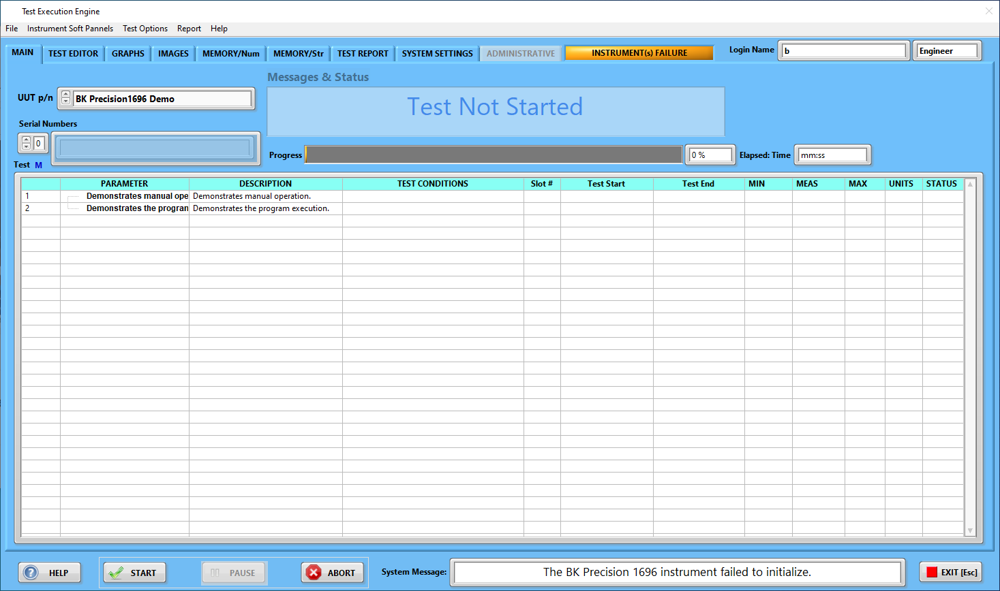 Test Execution Engine
File Instrument Soft Pannels Test Options Report Help
MAIN TEST EDITOR GRAPHS IMAGES MEMORY/Num MEMORY/Str TEST REPORT SYSTEM SETTINGS ADMINISTRATIVE INSTRUMENT(s) FAILURE Login Name b Engineer
Messages & Status
UUT p/n BK Precision1696 Demo
Test Not Started
Serial Numbers
0
Progress 0 % Elapsed: Time mm:ss
Test M
PARAMETER DESCRIPTION TEST CONDITIONS Slot # Test Start Test End MIN MEAS MAX UNITS STATUS
1 Demonstrates manual ope Demonstrates manual operation.
2 Demonstrates the progran Demonstrates the program execution.
HELP START PAUSE ABORT System Message: The BK Precision 1696 instrument failed to initialize. EXIT [Esc]